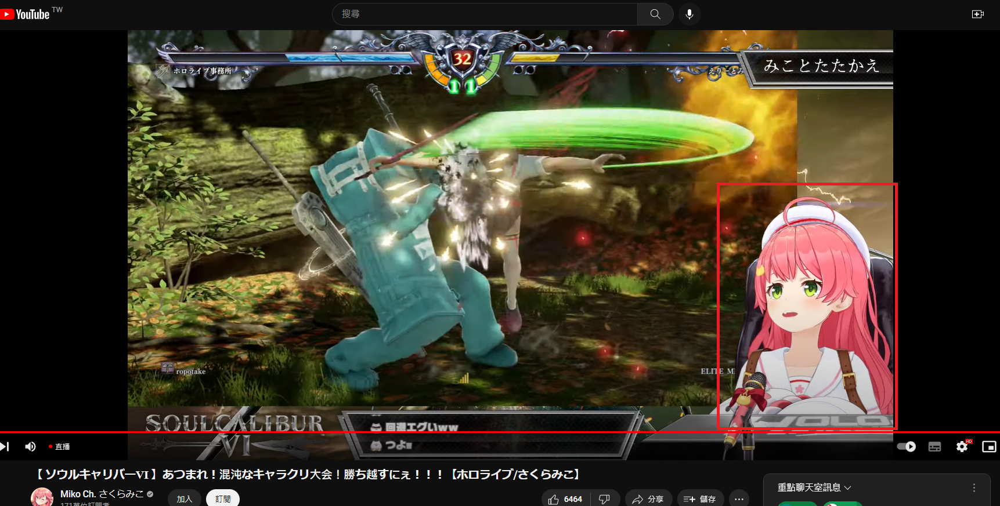 YouTube TW
搜尋
32
みことたたかえ
ホロライブ事務所
えりーとみ
1 1
ropotake
ELITE MI
SOULCALIBUR
VI
回避エグいww
つよw
直播
HD
【 ソウルキャリバーVI 】あつまれ！混沌なキャラクリ大会！勝ち越すにぇ！！！【ホロライブ/さくらみこ】
Miko Ch. さくらみこ
171萬位訂閱者
加入
訂閱
6464
分享
儲存
重點聊天室訊息